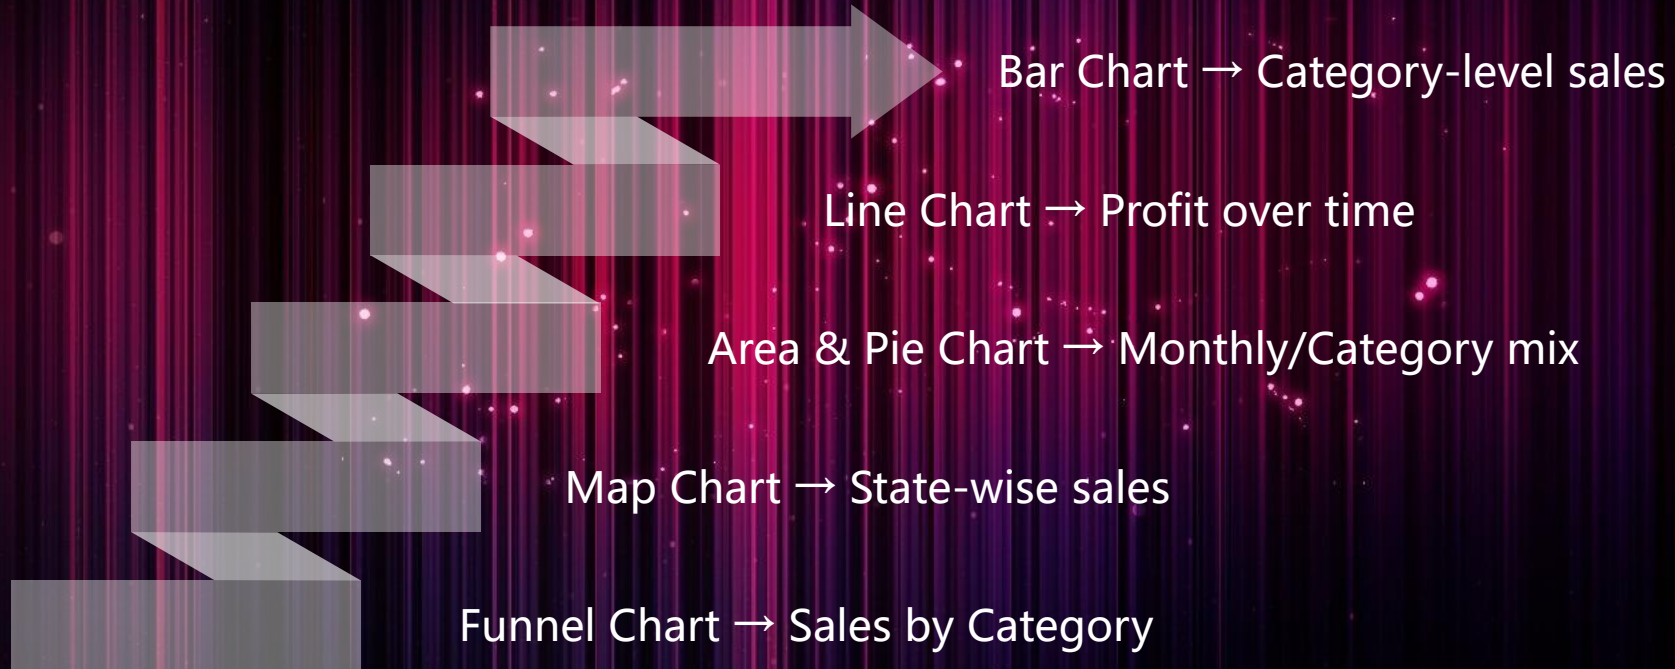 Bar Chart → Category-level sales
Line Chart → Profit over time
Area & Pie Chart → Monthly/Category mix
Map Chart → State-wise sales
Funnel Chart → Sales by Category